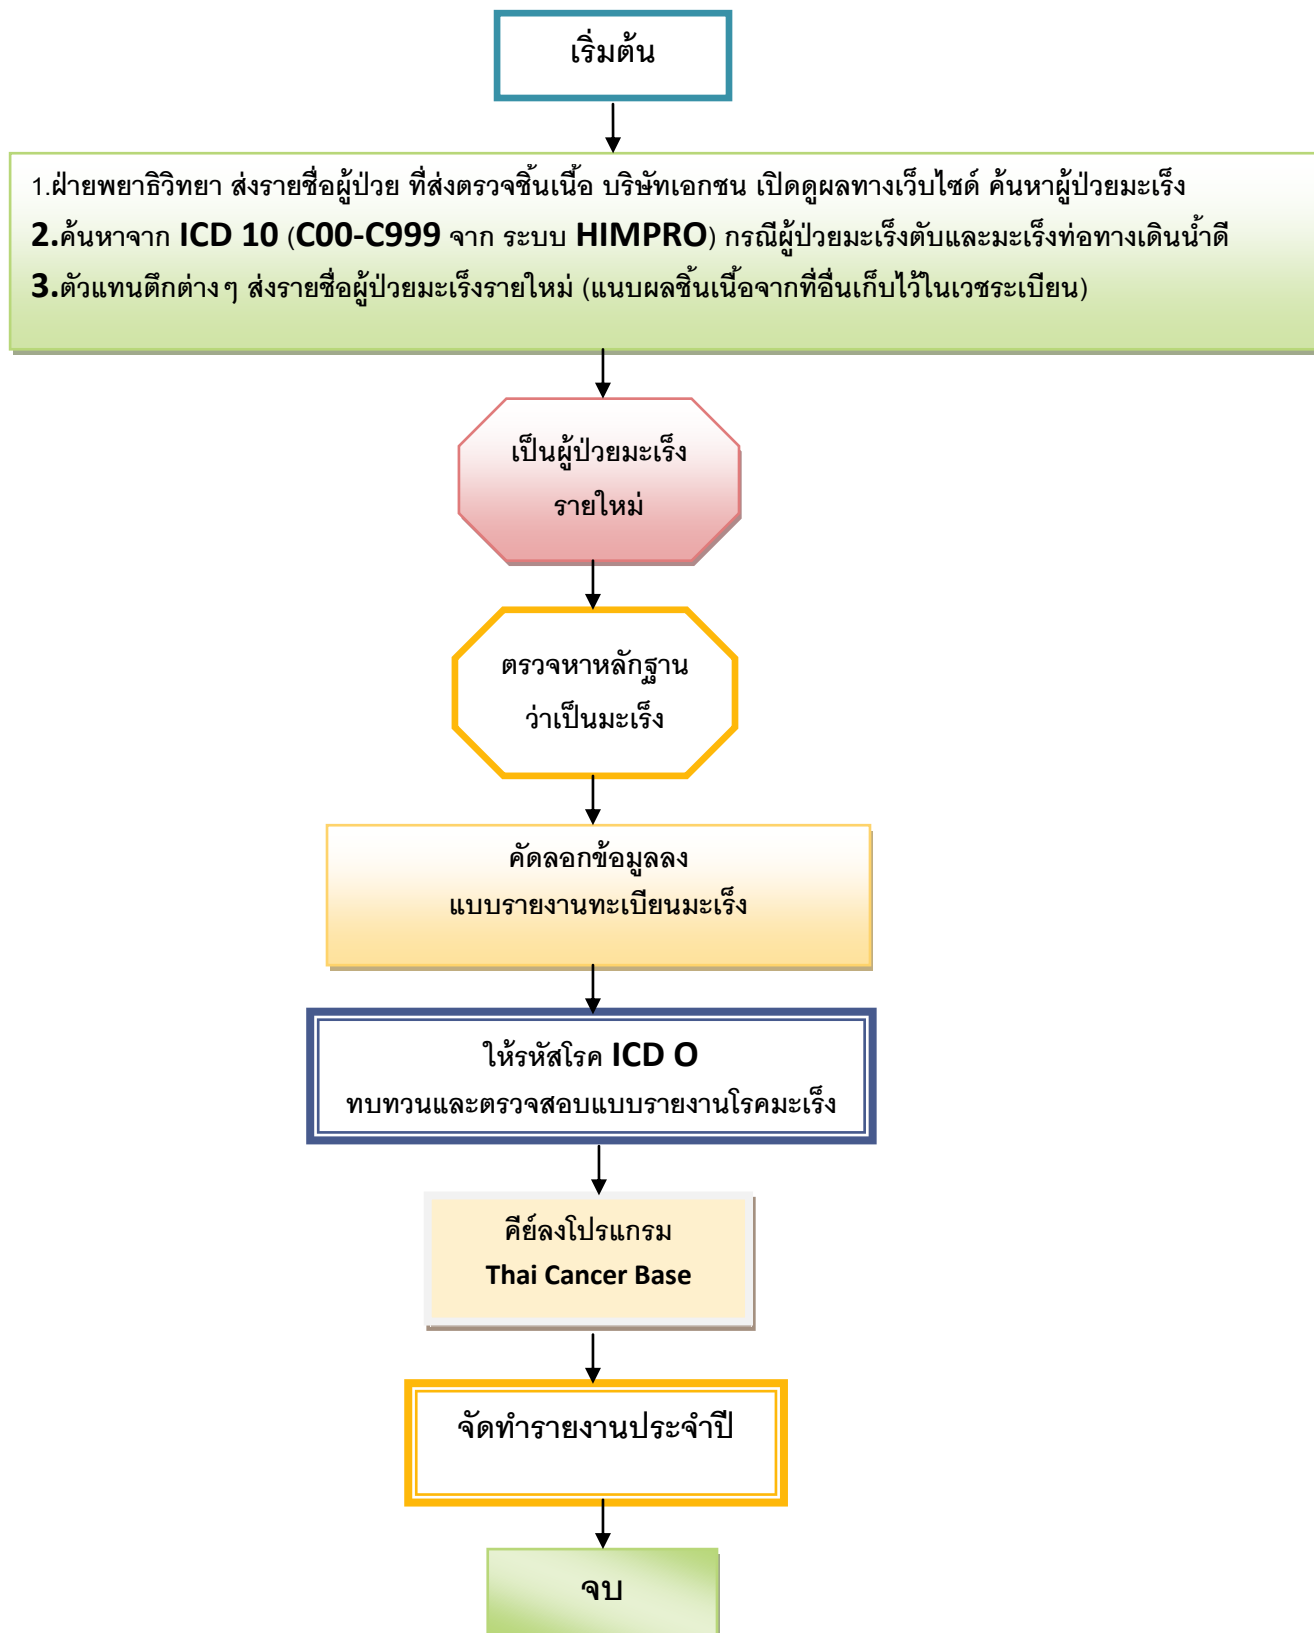 เริ่มต้น
1.ฝ่ายพยาธิวิทยา ส่งรายชื่อผู้ป่วย ที่ส่งตรวจชิ้นเนื้อ บริษัทเอกชน เปิดดูผลทางเว็บไซด์ ค้นหาผู้ป่วยมะเร็ง
2.ค้นหาจาก ICD 10 (C00-C999 จาก ระบบ HIMPRO) กรณีผู้ป่วยมะเร็งตับและมะเร็งท่อทางเดินน้ำดี
3.ตัวแทนตึกต่างๆ ส่งรายชื่อผู้ป่วยมะเร็งรายใหม่ (แนบผลชิ้นเนื้อจากที่อื่นเก็บไว้ในเวชระเบียน)
เป็นผู้ป่วยมะเร็ง
รายใหม่
ตรวจหาหลักฐาน
ว่าเป็นมะเร็ง
คัดลอกข้อมูลลง
แบบรายงานทะเบียนมะเร็ง
ให้รหัสโรค ICD O
ทบทวนและตรวจสอบแบบรายงานโรคมะเร็ง
คีย์ลงโปรแกรม
Thai Cancer Base
จัดทำรายงานประจำปี
จบ